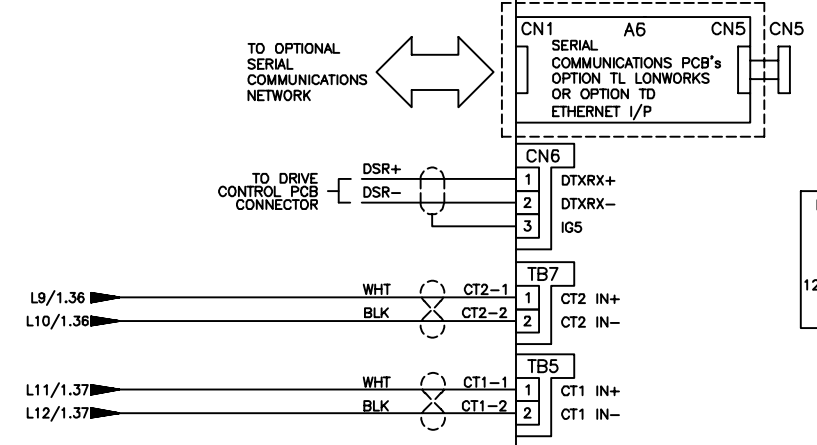 CN1 A6 CN5 CN5
TO OPTIONAL
SERIAL
COMMUNICATIONS
NETWORK
SERIAL
COMMUNICATIONS PCB's
OPTION TL LONWORKS
OR OPTION TD
ETHERNET I/P
CN6
TO DRIVE
CONTROL PCB
CONNECTOR
DSR+ 1 DTXRX+
DSR- 2 DTXRX-
3 IG5
TB7
L9/1.36 WHT CT2-1 1 CT2 IN+
L10/1.36 BLK CT2-2 2 CT2 IN-
TB5
L11/1.37 WHT CT1-1 1 CT1 IN+
L12/1.37 BLK CT1-2 2 CT1 IN-
12